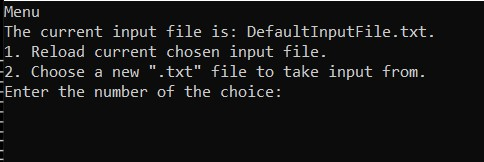 Menu
The current input file is: DefaultInputFile.txt.
1. Reload current chosen input file.
2. Choose a new ".txt" file to take input from.
Enter the number of the choice: